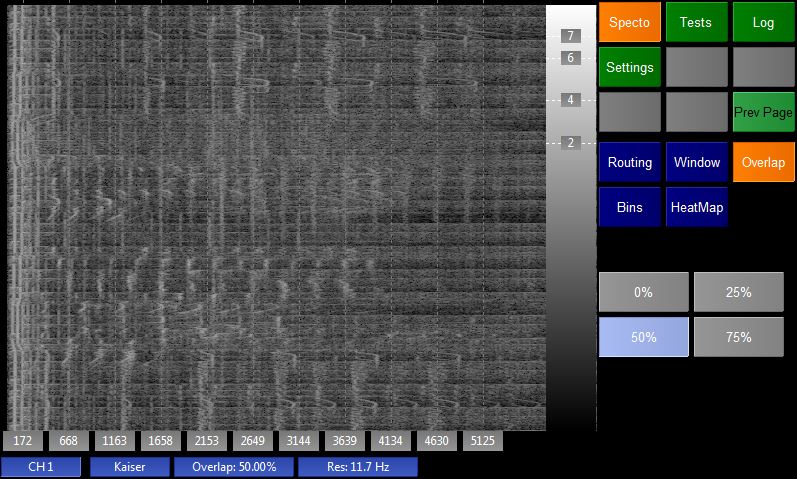 7
6
4
2
Specto Tests Log
Settings
Prev Page
Routing Window Overlap
Bins HeatMap
0% 25%
50% 75%
172 668 1163 1658 2153 2649 3144 3639 4134 4630 5125
CH 1 Kaiser Overlap: 50.00% Res: 11.7 Hz